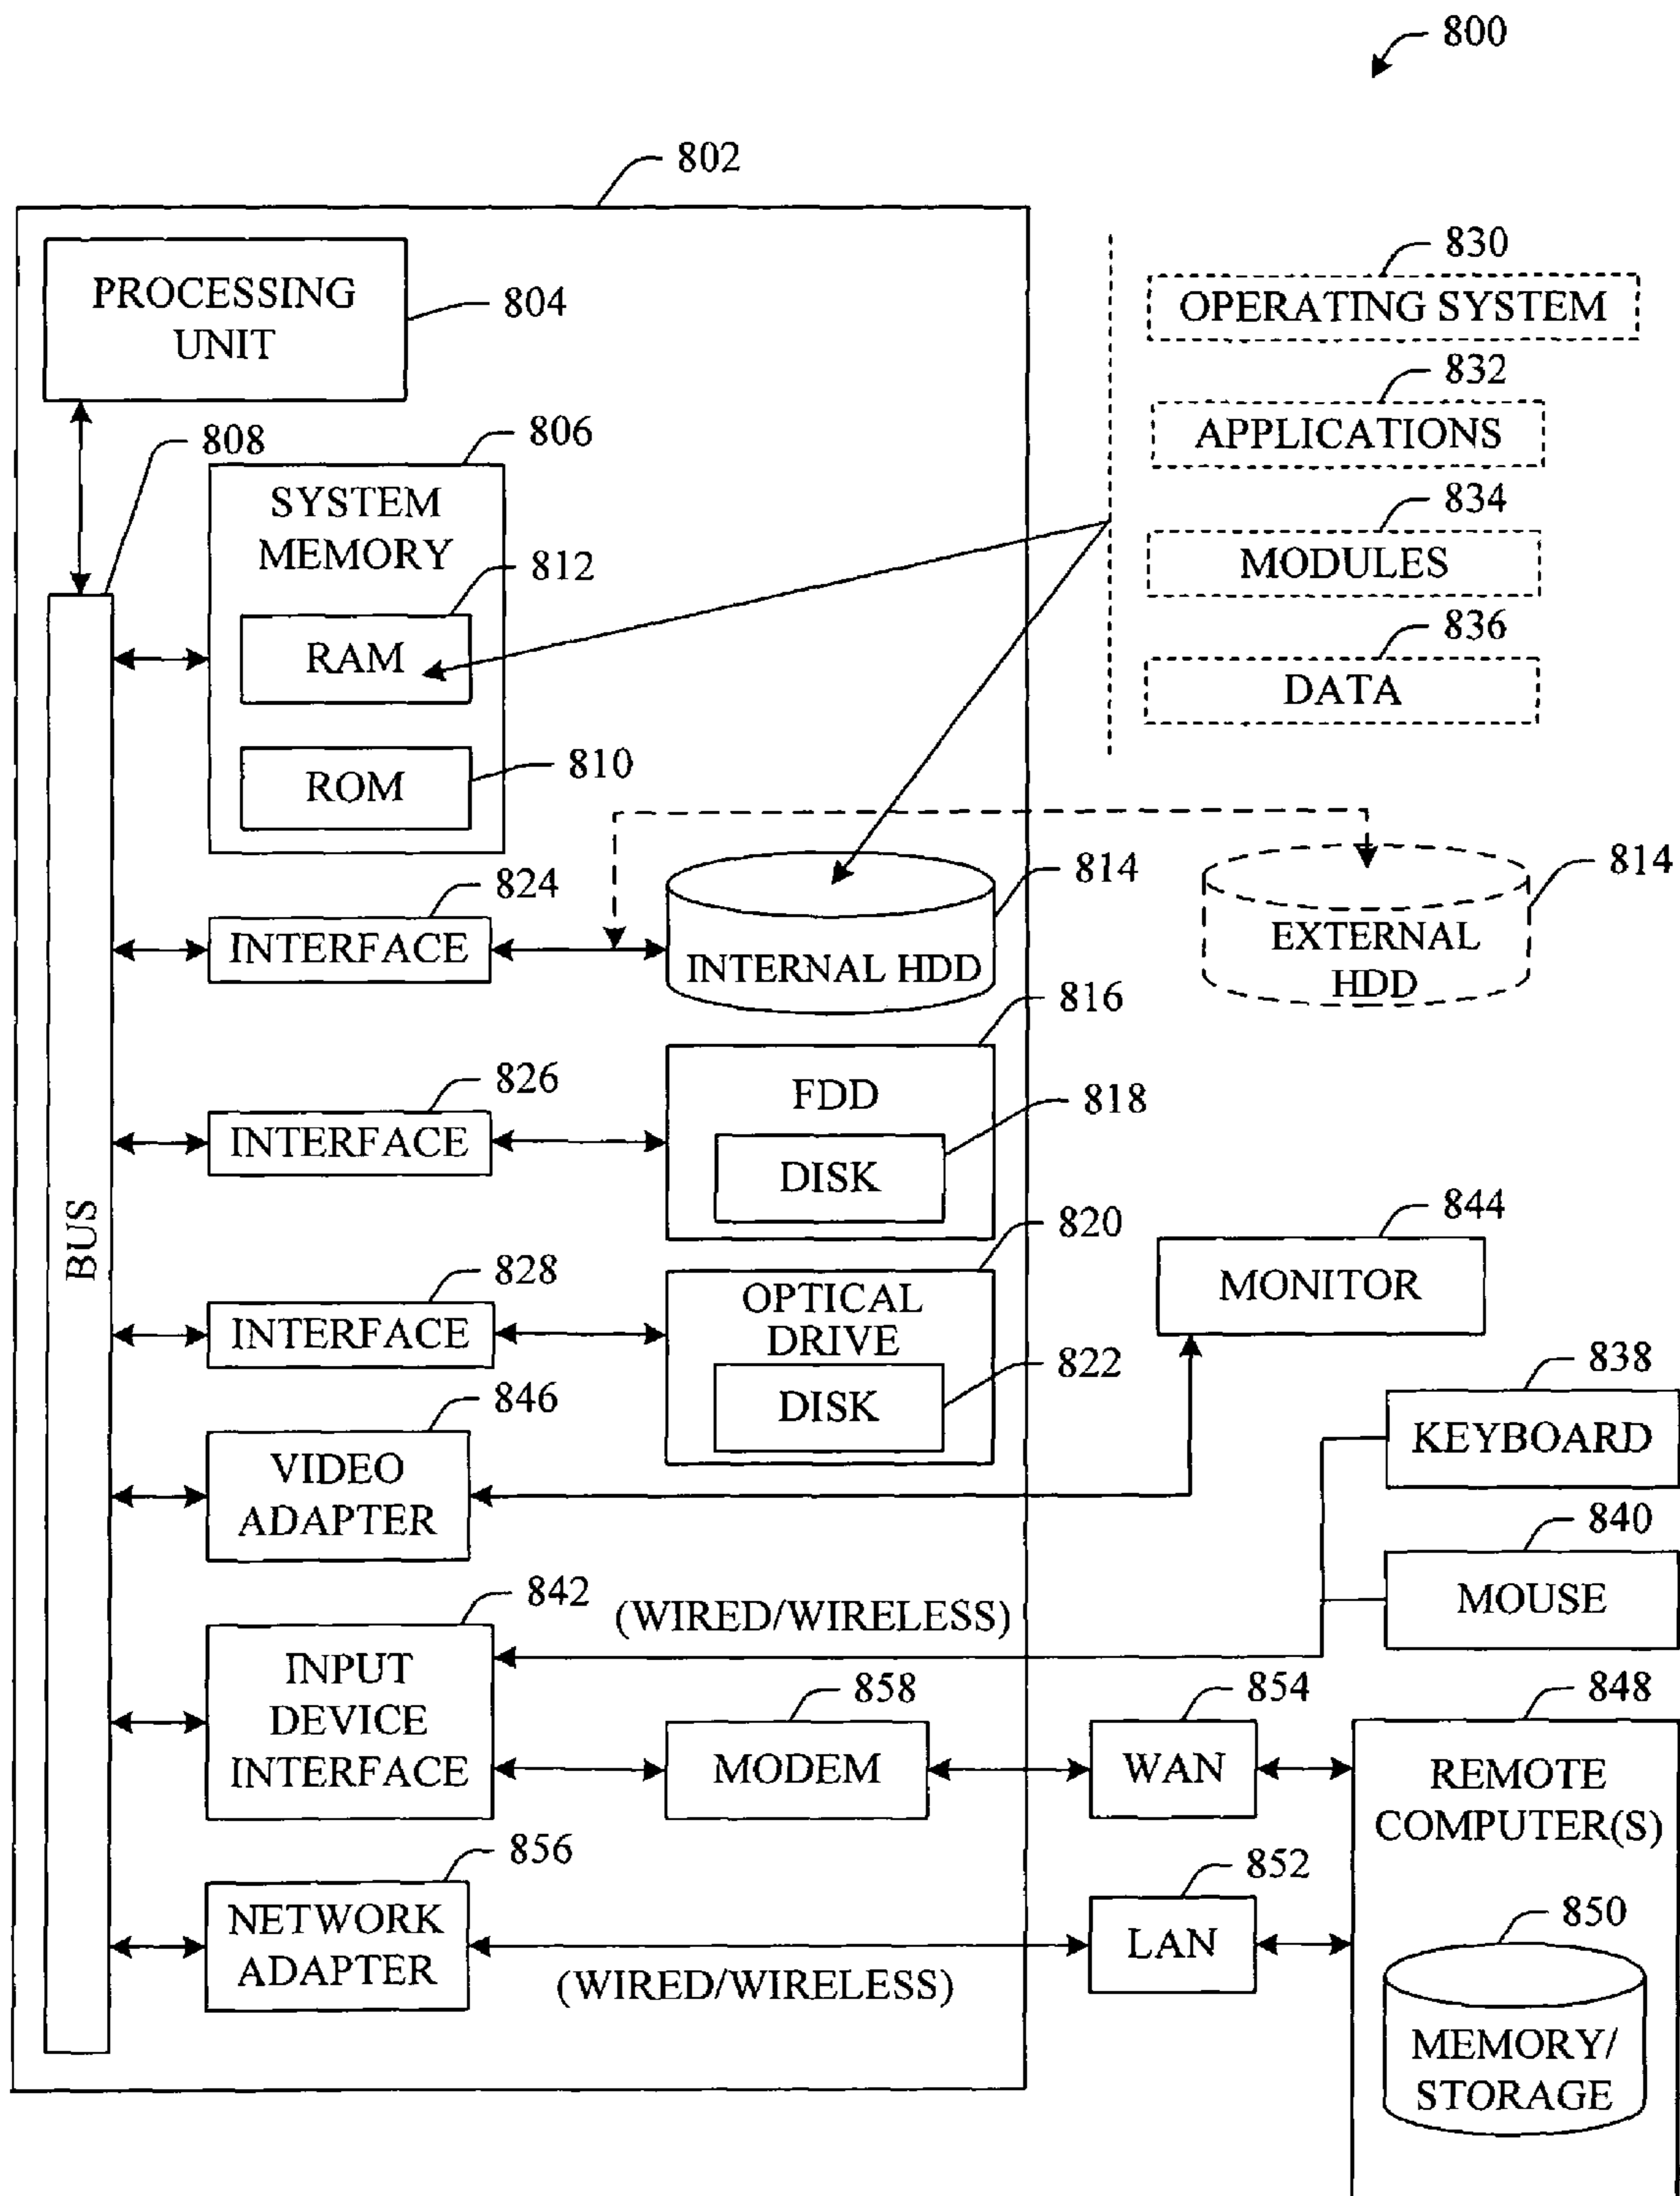 800
802
PROCESSING
UNIT
804
830
OPERATING SYSTEM
832
APPLICATIONS
834
MODULES
836
DATA
808
806
SYSTEM
MEMORY
812
RAM
810
ROM
BUS
824
INTERFACE
814
INTERNAL HDD
814
EXTERNAL
HDD
826
INTERFACE
816
FDD
818
DISK
828
INTERFACE
820
OPTICAL
DRIVE
822
DISK
844
MONITOR
846
VIDEO
ADAPTER
838
KEYBOARD
840
MOUSE
842
INPUT
DEVICE
INTERFACE
(WIRED/WIRELESS)
858
MODEM
854
WAN
848
REMOTE
COMPUTER(S)
856
NETWORK
ADAPTER
(WIRED/WIRELESS)
852
LAN
850
MEMORY/
STORAGE